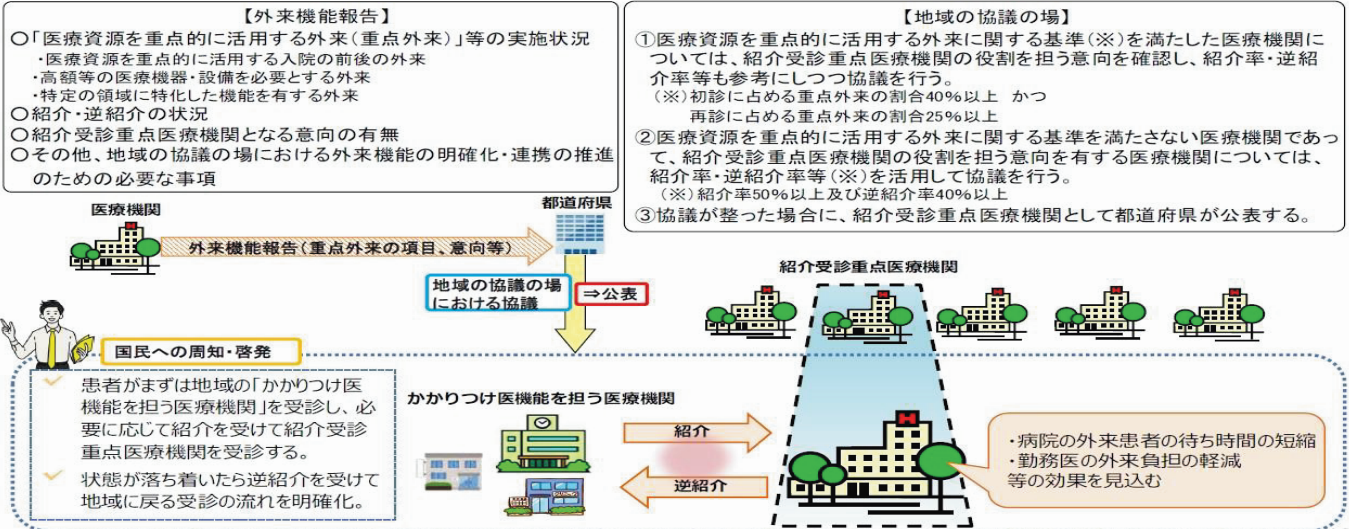 【外来機能報告】
〇「医療資源を重点的に活用する外来(重点外来)」等の実施状況
・医療資源を重点的に活用する入院の前後の外来
・高額等の医療機器・設備を必要とする外来
・特定の領域に特化した機能を有する外来
〇紹介・逆紹介の状況
〇紹介受診重点医療機関となる意向の有無
〇その他、地域の協議の場における外来機能の明確化・連携の推進
のための必要な事項
【地域の協議の場】
①医療資源を重点的に活用する外来に関する基準(※)を満たした医療機関に
ついては、紹介受診重点医療機関の役割を担う意向を確認し、紹介率・逆紹
介率等も参考にしつつ協議を行う。
(※)初診に占める重点外来の割合40%以上 かつ
再診に占める重点外来の割合25%以上
②医療資源を重点的に活用する外来に関する基準を満たさない医療機関であっ
て、紹介受診重点医療機関の役割を担う意向を有する医療機関については、
紹介率・逆紹介率等(※)を活用して協議を行う。
(※)紹介率50%以上及び逆紹介率40%以上
③協議が整った場合に、紹介受診重点医療機関として都道府県が公表する。
医療機関
都道府県
外来機能報告(重点外来の項目、意向等)
地域の協議の場
における協議
⇒公表
紹介受診重点医療機関
国民への周知・啓発
患者がまずは地域の「かかりつけ医
機能を担う医療機関」を受診し、必
要に応じて紹介を受けて紹介受診
重点医療機関を受診する。
状態が落ち着いたら逆紹介を受けて
地域に戻る受診の流れを明確化。
かかりつけ医機能を担う医療機関
紹介
逆紹介
・病院の外来患者の待ち時間の短縮
・勤務医の外来負担の軽減
等の効果を見込む